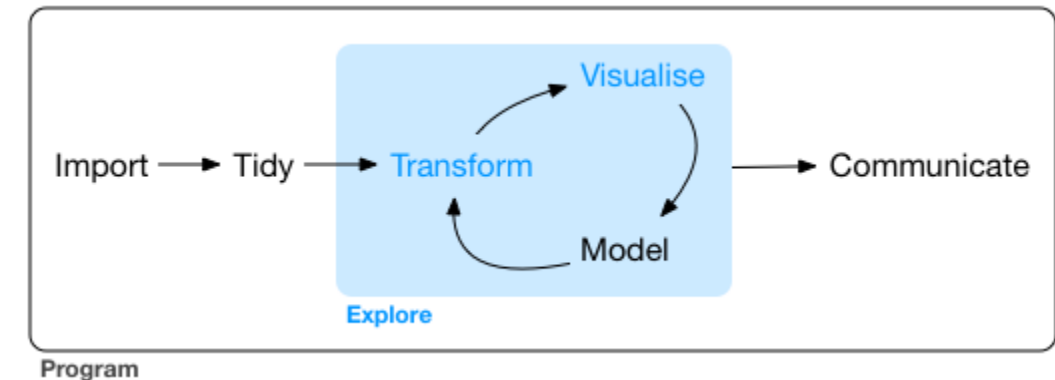 Visualise
Import Tidy Transform Communicate
Model
Explore
Program